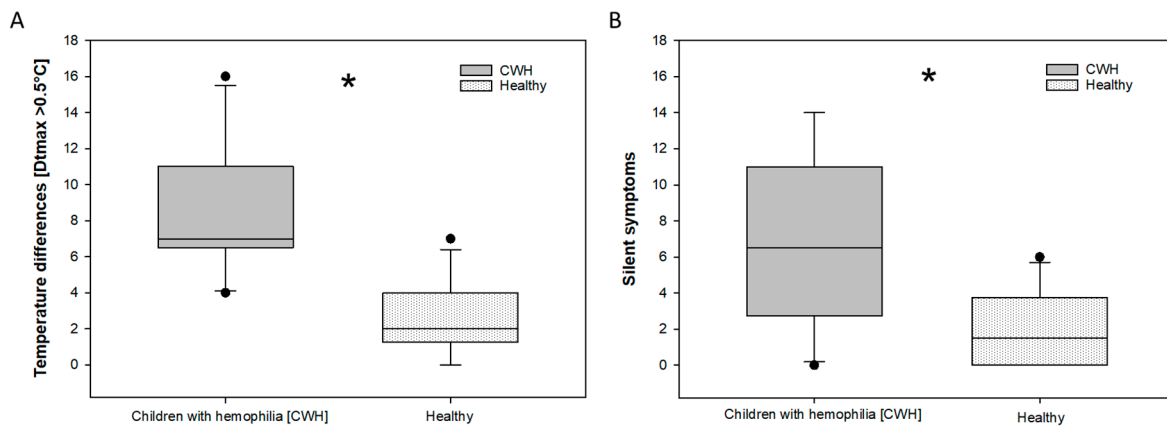 A
Temperature differences [Dtmax >0.5°C]
18
16
14
12
10
8
6
4
2
0
*
CWH
Healthy
Children with hemophilia [CWH]
Healthy
B
Silent symptoms
18
16
14
12
10
8
6
4
2
0
*
CWH
Healthy
Children with hemophilia [CWH]
Healthy